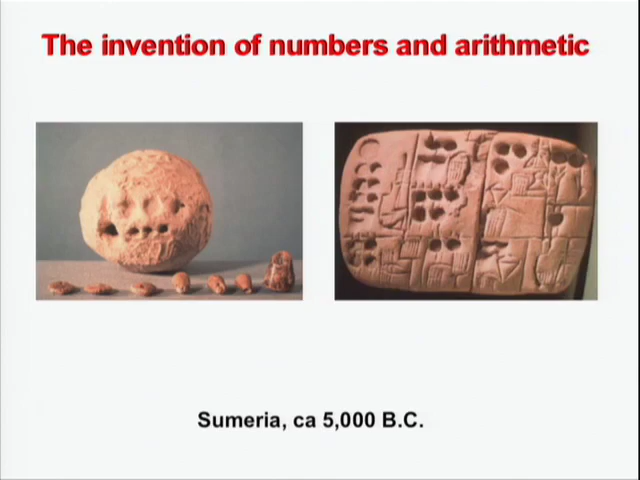 The invention of numbers and arithmetic
Sumeria, ca 5,000 B.C.